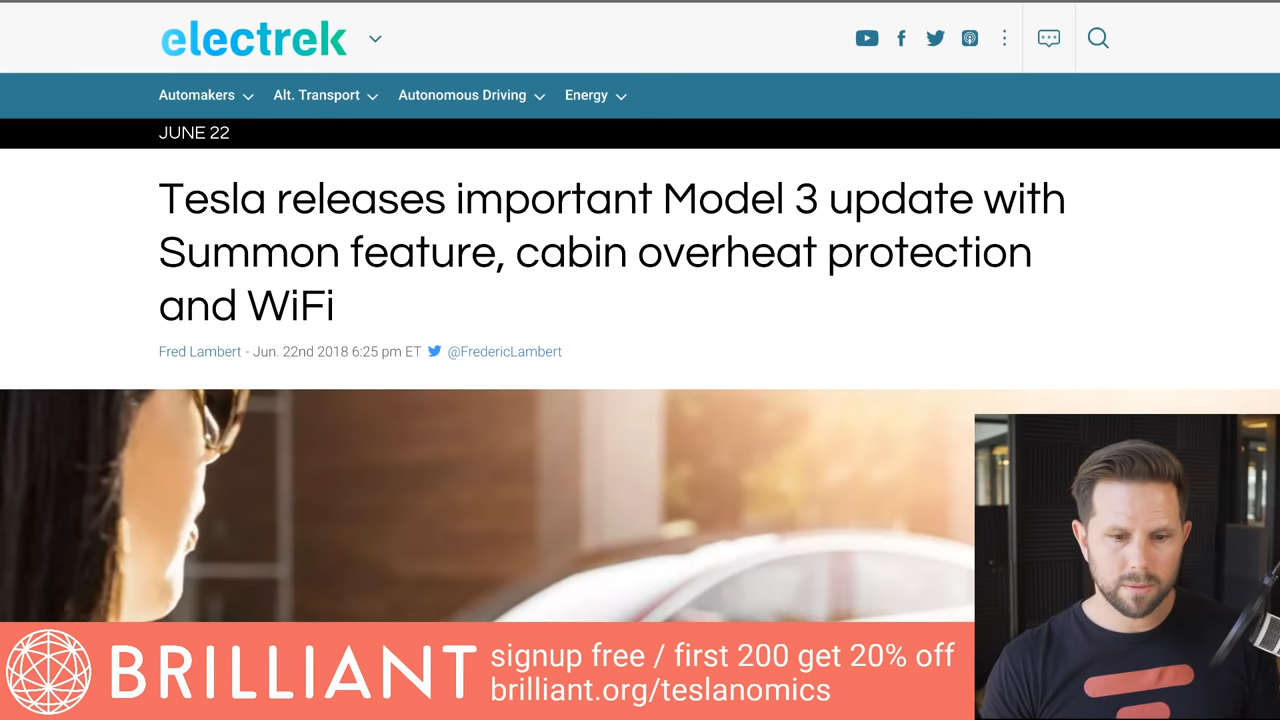 electrek
Automakers Alt. Transport Autonomous Driving Energy
JUNE 22
Tesla releases important Model 3 update with
Summon feature, cabin overheat protection
and WiFi
Fred Lambert - Jun. 22nd 2018 6:25 pm ET @FredericLambert
BRILLIANT
signup free / first 200 get 20% off
brilliant.org/teslanomics